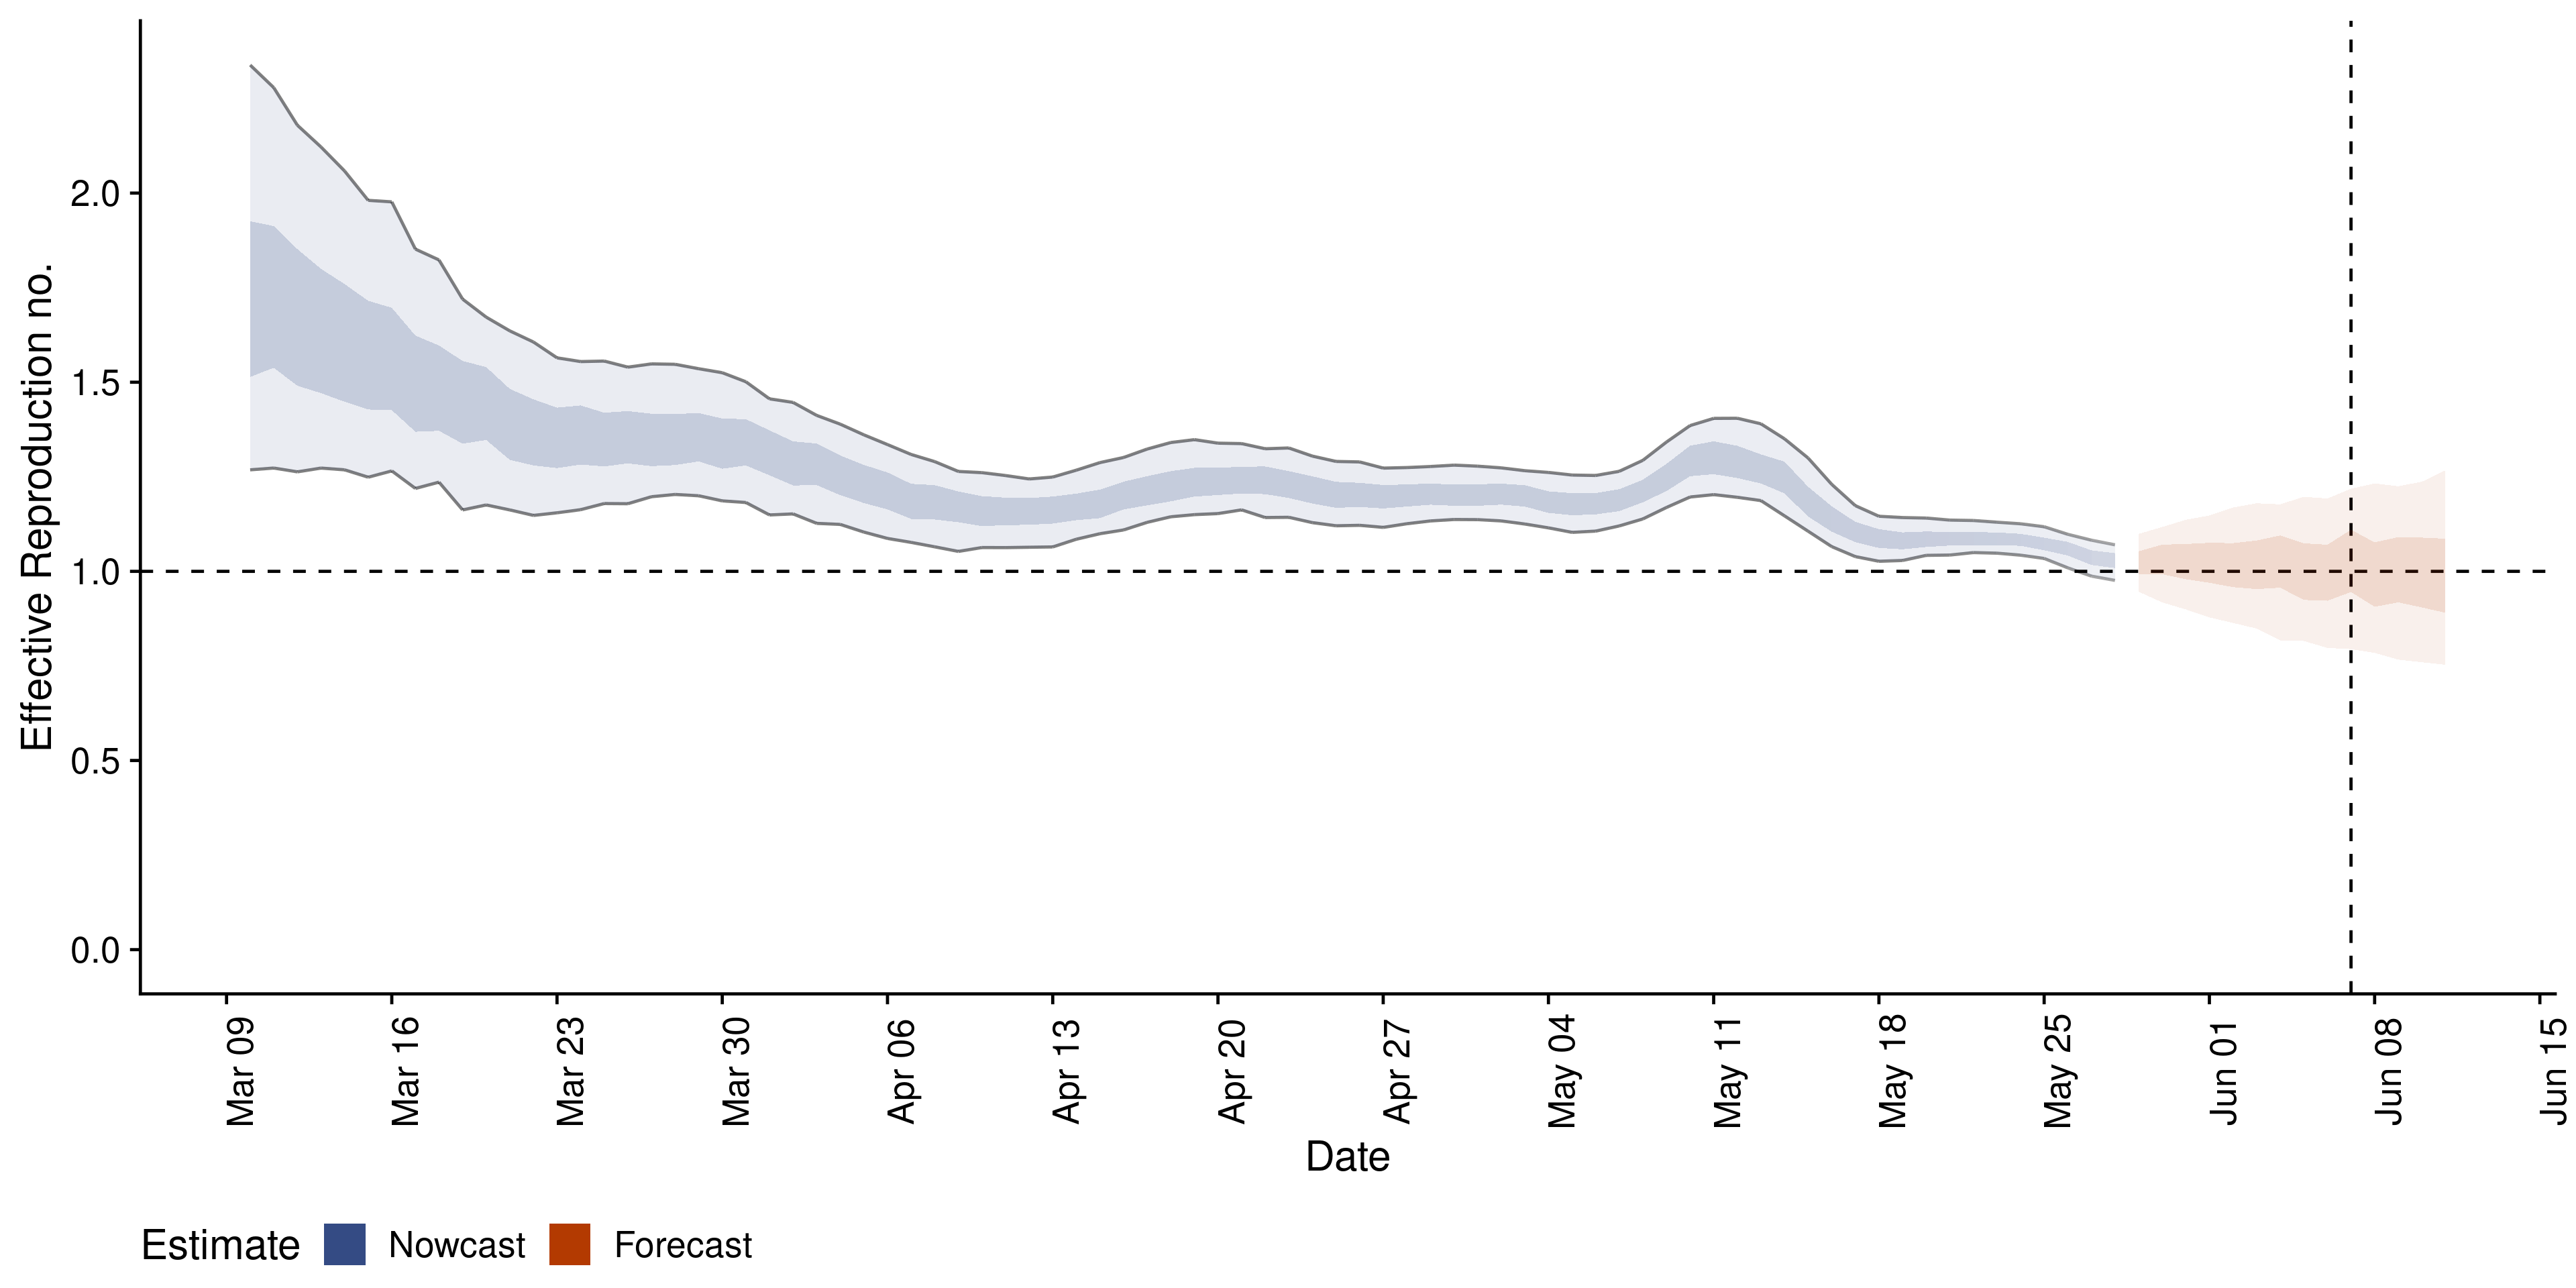 Effective Reproduction no.
2.0
1.5
1.0
0.5
0.0
Mar 09
Mar 16
Mar 23
Mar 30
Apr 06
Apr 13
Apr 20
Apr 27
May 04
May 11
May 18
May 25
Jun 01
Jun 08
Jun 15
Date
Estimate Nowcast Forecast